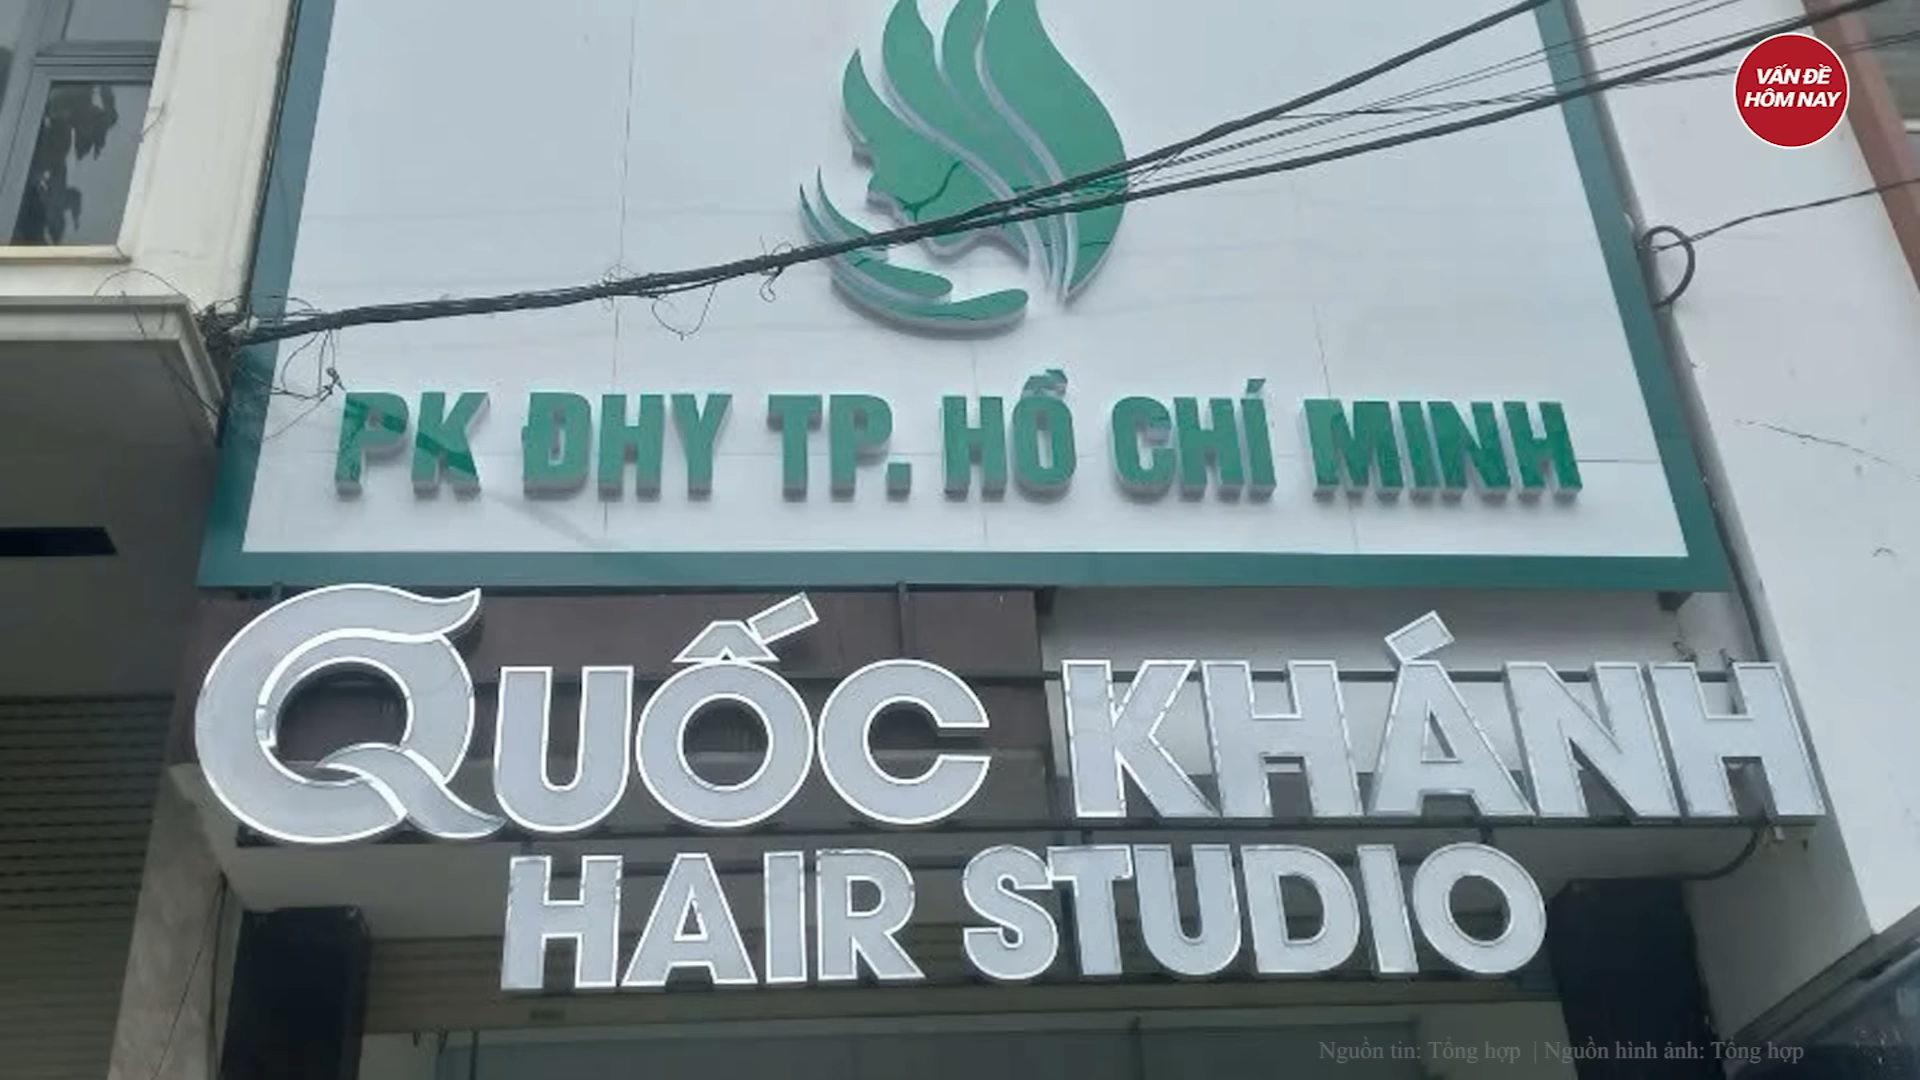 VẤN ĐỀ
HÔM NAY
PK ĐHY TP. HỒ CHÍ MINH
QUỐC KHÁNH
HAIR STUDIO
Nguồn tin: Tổng hợp | Nguồn hình ảnh: Tổng hợp